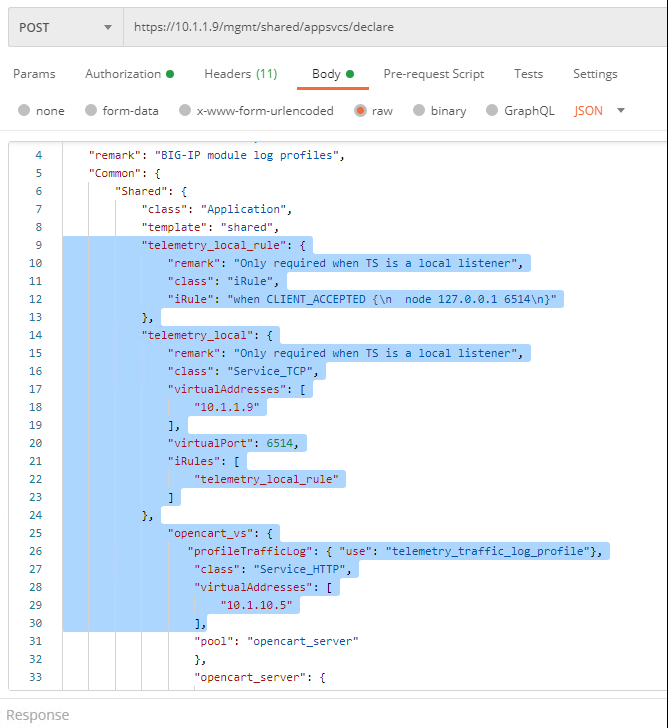 POST https://10.1.1.9/mgmt/shared/appsvcs/declare
Params Authorization Headers (11) Body Pre-request Script Tests Settings
none form-data x-www-form-urlencoded raw binary GraphQL JSON
4 "remark": "BIG-IP module log profiles",
5 "Common": {
6 "Shared": {
7 "class": "Application",
8 "template": "shared",
9 "telemetry_local_rule": {
10 "remark": "Only required when TS is a local listener",
11 "class": "iRule",
12 "iRule": "when CLIENT_ACCEPTED {\n  node 127.0.0.1 6514\n}"
13 },
14 "telemetry_local": {
15 "remark": "Only required when TS is a local listener",
16 "class": "Service_TCP",
17 "virtualAddresses": [
18 "10.1.1.9"
19 ],
20 "virtualPort": 6514,
21 "iRules": [
22 "telemetry_local_rule"
23 ]
24 },
25 "opencart_vs": {
26 "profileTrafficLog": { "use": "telemetry_traffic_log_profile"},
27 "class": "Service_HTTP",
28 "virtualAddresses": [
29 "10.1.10.5"
30 ],
31 "pool": "opencart_server"
32 },
33 "opencart_server": {
Response